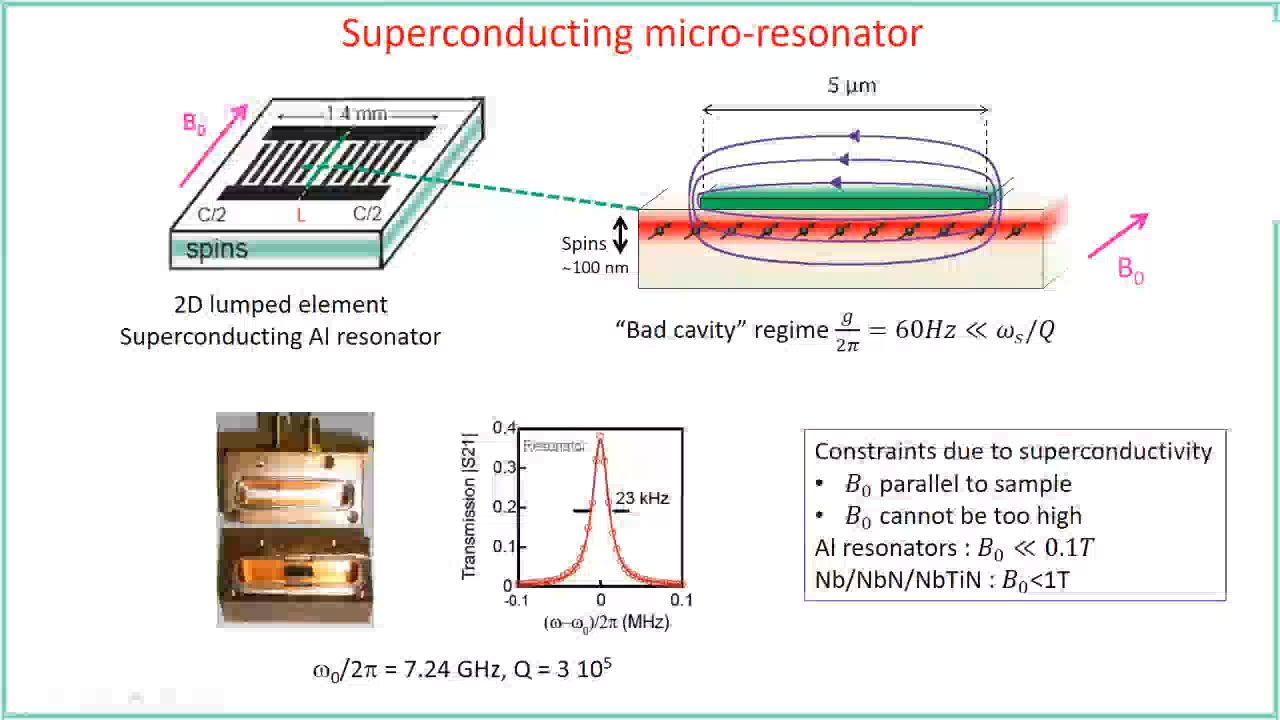 Superconducting micro-resonator
B₀
1.4 mm
C/2
L
C/2
spins
2D lumped element
Superconducting Al resonator
5 μm
Spins
~100 nm
B₀
“Bad cavity” regime g/2π = 60Hz ≪ ωₛ/Q
Transmission |S21|
0.4
0.3
0.2
0.1
0
Resonator
23 kHz
-0.1
0
0.1
(ω–ω₀)/2π (MHz)
ω₀/2π = 7.24 GHz, Q = 3 10⁵
Constraints due to superconductivity
• B₀ parallel to sample
• B₀ cannot be too high
Al resonators : B₀ ≪ 0.1T
Nb/NbN/NbTiN : B₀<1T